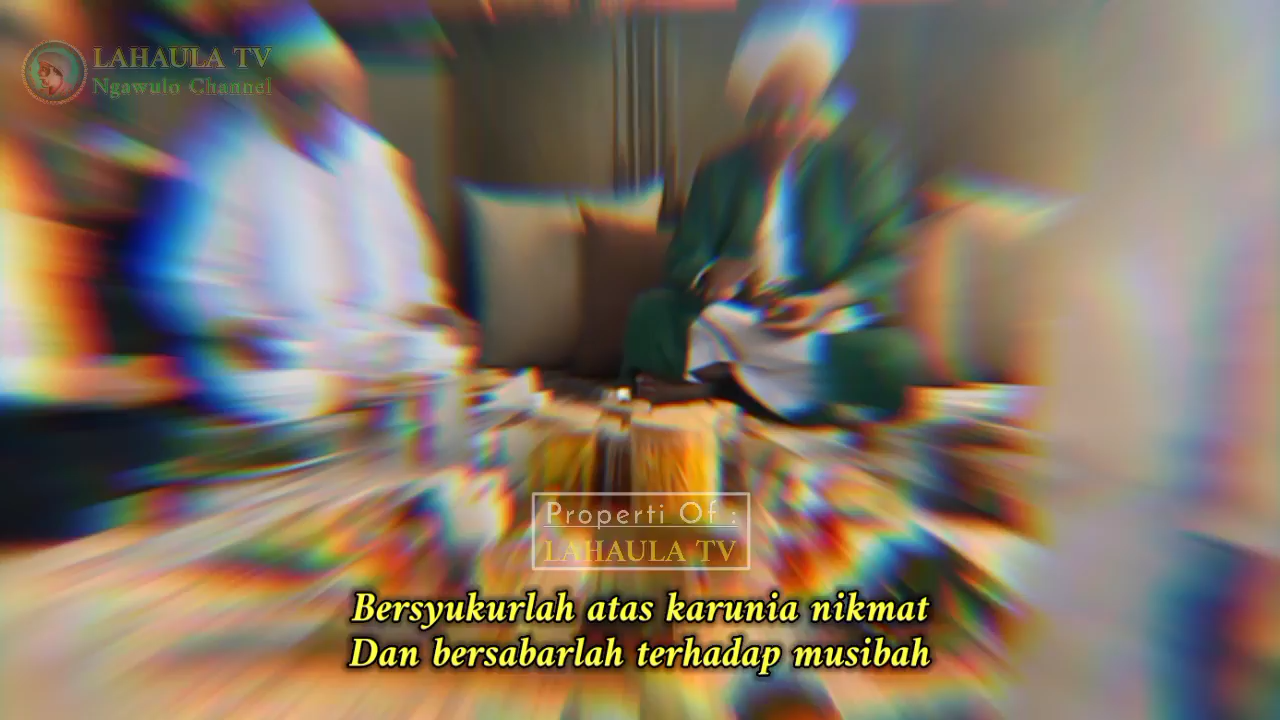 LAHAULA TV
Ngawulo Channel
Properti Of :
LAHAULA TV
Bersyukurlah atas karunia nikmat
Dan bersabarlah terhadap musibah